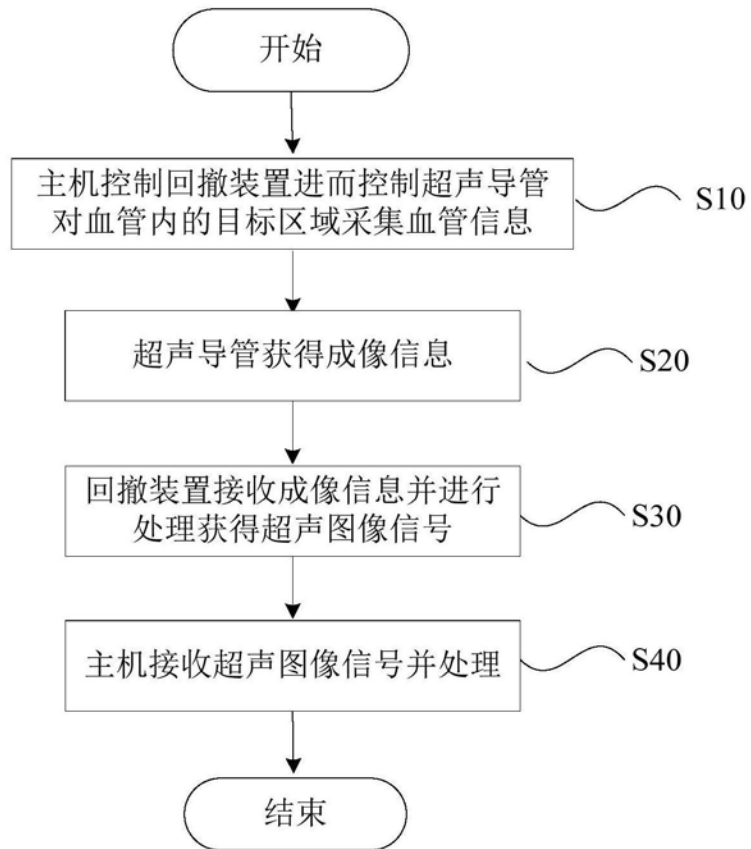 开始
主机控制回撤装置进而控制超声导管
对血管内的目标区域采集血管信息
S10
超声导管获得成像信息
S20
回撤装置接收成像信息并进行
处理获得超声图像信号
S30
主机接收超声图像信号并处理
S40
结束